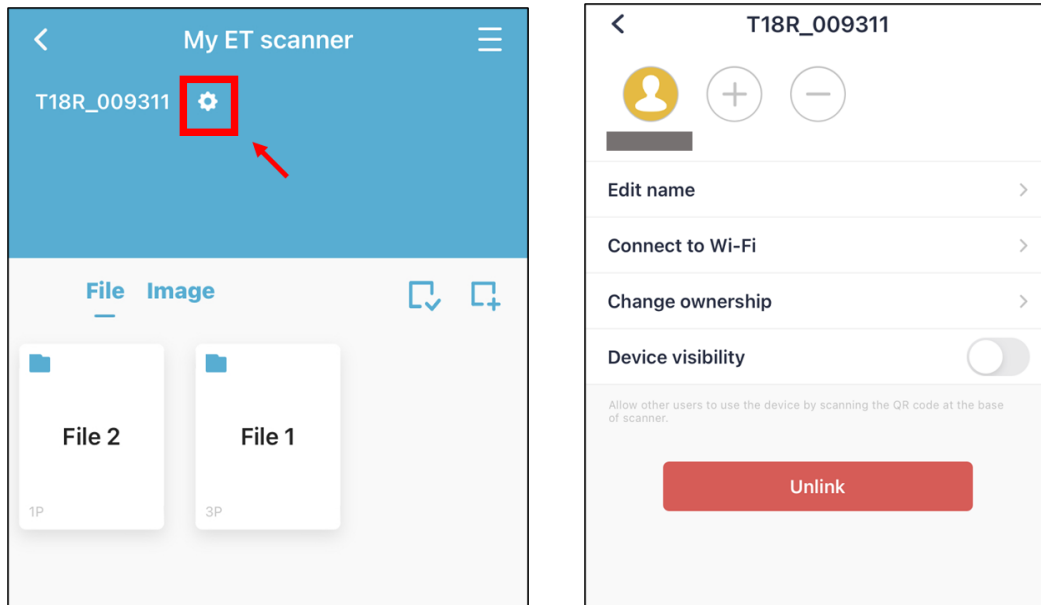 My ET scanner
T18R_009311
File Image
File 2
File 1
1P
3P
T18R_009311
Edit name
Connect to Wi-Fi
Change ownership
Device visibility
Allow other users to use the device by scanning the QR code at the base
of scanner.
Unlink